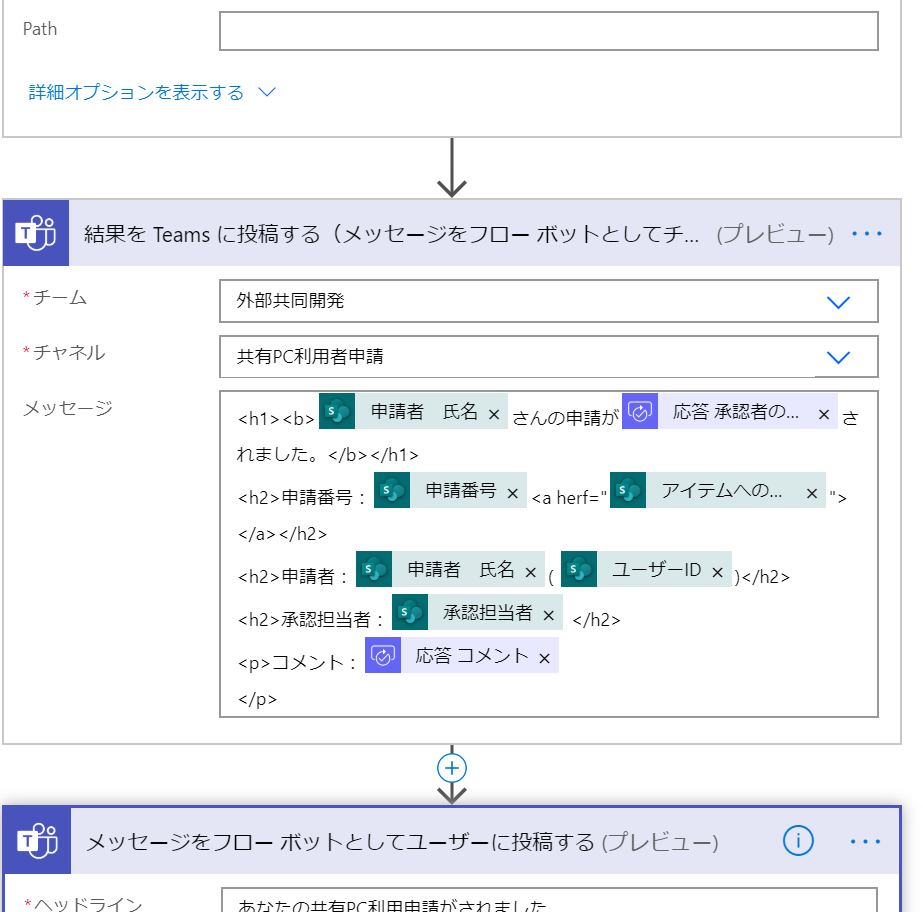 Path
詳細オプションを表示する
結果を Teams に投稿する（メッセージをフロー ボットとしてチ... (プレビュー) ...
*チーム 外部共同開発
*チャネル 共有PC利用者申請
メッセージ
<h1><b> 申請者　氏名 × さんの申請が 応答 承認者の... × さ
れました。</b></h1>
<h2>申請番号： 申請番号 × <a herf=" アイテムへの... × ">
</a></h2>
<h2>申請者： 申請者　氏名 × ( ユーザーID × )</h2>
<h2>承認担当者： 承認担当者 × </h2>
<p>コメント： 応答 コメント ×
</p>
メッセージをフロー ボットとしてユーザーに投稿する (プレビュー) ...
*ヘッドライン あなたの共有PC利用申請がされました